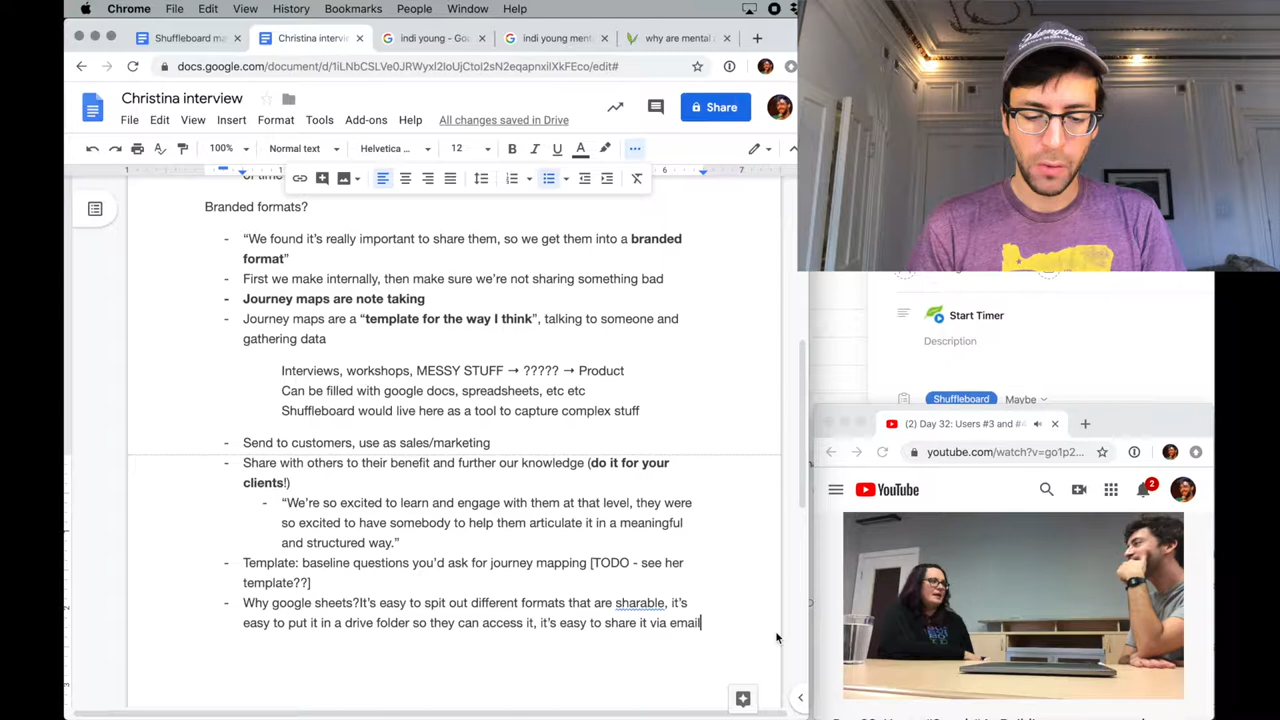 Chrome File Edit View History Bookmarks People Window Help
Shuffleboard ma
Christina intervie
indi young
indi young ment
why are mental
docs.google.com/document/d/
Christina interview
File Edit View Insert Format Tools Add-ons Help All changes saved in Drive
Share
100% Normal text Helvetica ... 12 B I U A
6 7
of time
Branded formats?
- “We found it’s really important to share them, so we get them into a branded
format”
- First we make internally, then make sure we’re not sharing something bad
- Journey maps are note taking
- Journey maps are a “template for the way I think”, talking to someone and
gathering data
Interviews, workshops, MESSY STUFF → ????? → Product
Can be filled with google docs, spreadsheets, etc etc
Shuffleboard would live here as a tool to capture complex stuff
- Send to customers, use as sales/marketing
- Share with others to their benefit and further our knowledge (do it for your
clients!)
- “We’re so excited to learn and engage with them at that level, they were
so excited to have somebody to help them articulate it in a meaningful
and structured way.”
- Template: baseline questions you’d ask for journey mapping [TODO - see her
template??]
- Why google sheets?It’s easy to spit out different formats that are sharable, it’s
easy to put it in a drive folder so they can access it, it’s easy to share it via email
Start Timer
Description
Shuffleboard Maybe
(2) Day 32: Users #3 and #4
youtube.com/watch?v=go1p2...
YouTube
2